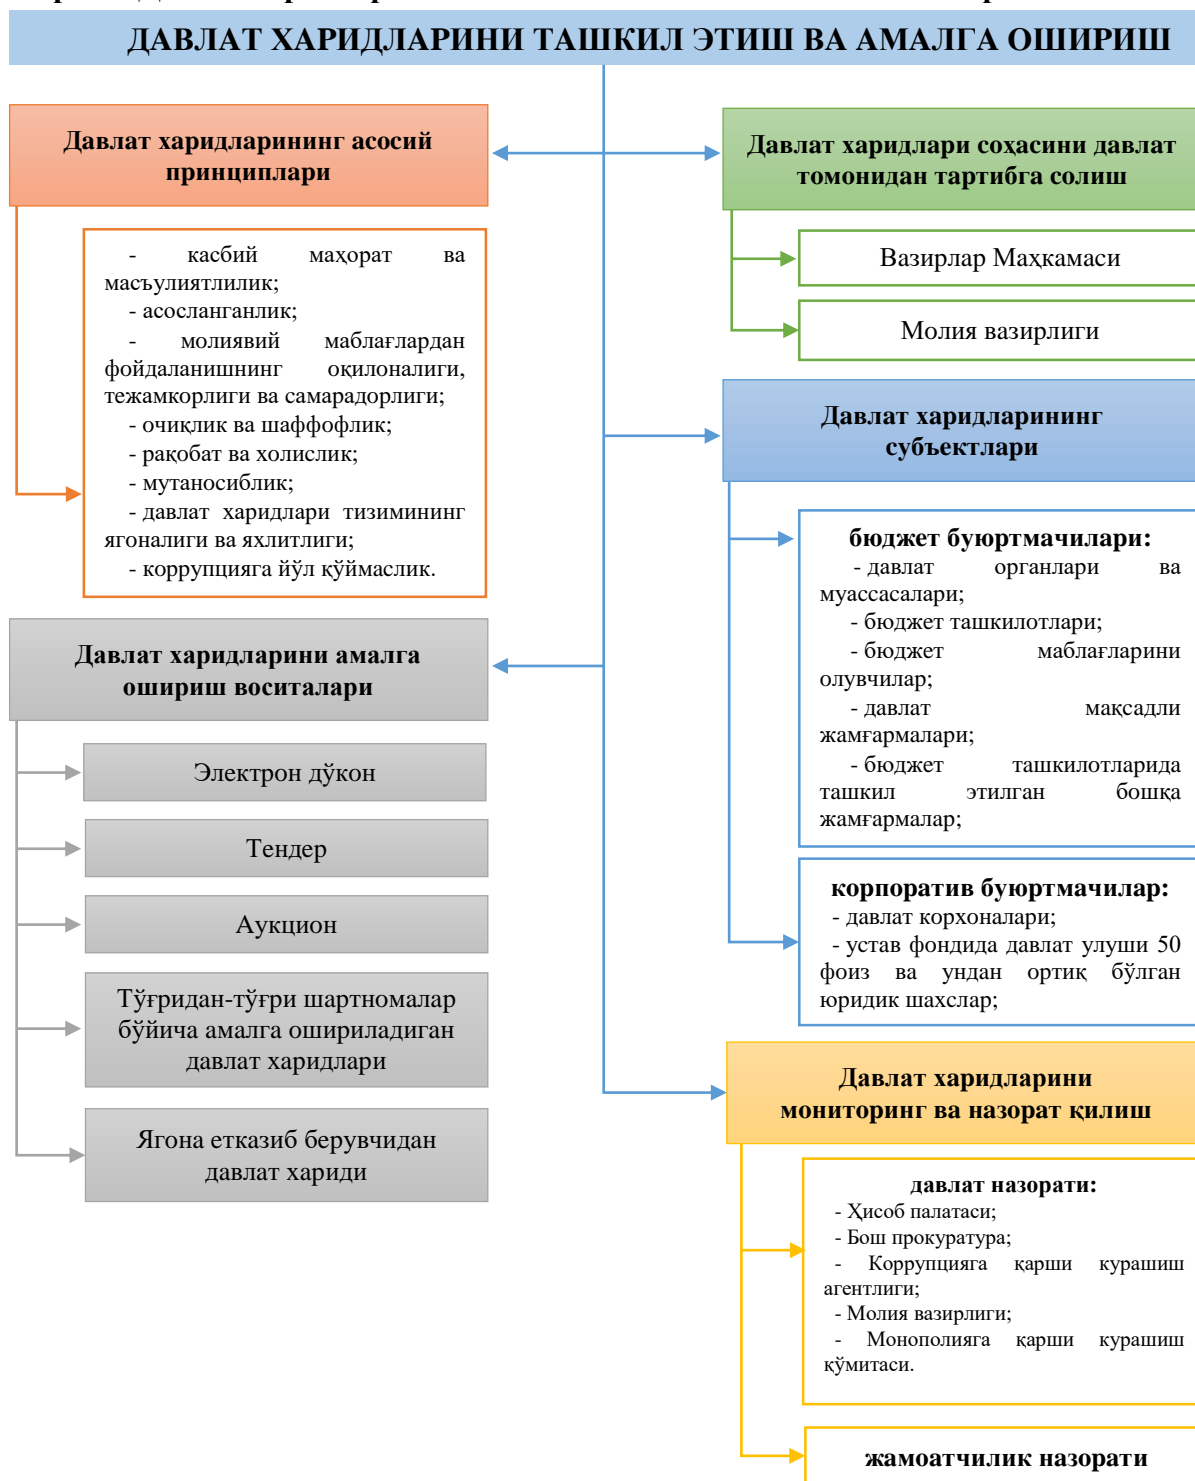 ДАВЛАТ ХАРИДЛАРИНИ ТАШКИЛ ЭТИШ ВА АМАЛГА ОШИРИШ
Давлат харидларининг асосий
принциплари
- касбий маҳорат ва
масъулиятлилик;
- асосланганлик;
- молиявий маблағлардан
фойдаланишнинг оқилоналиги,
тежамкорлиги ва самарадорлиги;
- очиқлик ва шаффофлик;
- рақобат ва холислик;
- мутаносиблик;
- давлат харидлари тизимининг
ягоналиги ва яхлитлиги;
- коррупцияга йўл қўймаслик.
Давлат харидларини амалга
ошириш воситалари
Электрон дўкон
Тендер
Аукцион
Тўғридан-тўғри шартномалар
бўйича амалга ошириладиган
давлат харидлари
Ягона етказиб берувчидан
давлат хариди
Давлат харидлари соҳасини давлат
томонидан тартибга солиш
Вазирлар Маҳкамаси
Молия вазирлиги
Давлат харидларининг
субъектлари
бюджет буюртмачилари:
- давлат органлари ва
муассасалари;
- бюджет ташкилотлари;
- бюджет маблағларини
олувчилар;
- давлат мақсадли
жамғармалари;
- бюджет ташкилотларида
ташкил этилган бошқа
жамғармалар;
корпоратив буюртмачилар:
- давлат корхоналари;
- устав фондида давлат улуши 50
фоиз ва ундан ортиқ бўлган
юридик шахслар;
Давлат харидларини
мониторинг ва назорат қилиш
давлат назорати:
- Ҳисоб палатаси;
- Бош прокуратура;
- Коррупцияга қарши курашиш
агентлиги;
- Молия вазирлиги;
- Монополияга қарши курашиш
қўмитаси.
жамоатчилик назорати